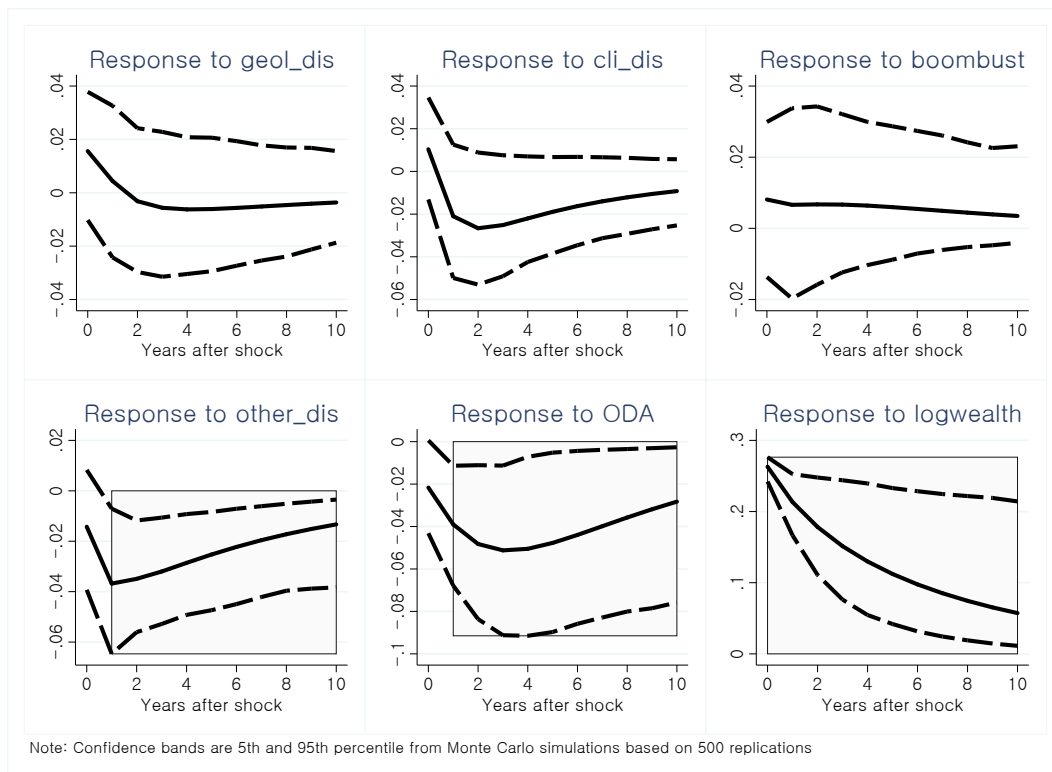 Response to geol_dis
.04
.02
0
-.02
-.04
0 2 4 6 8 10
Years after shock
Response to cli_dis
.04
.02
0
-.02
-.04
-.06
0 2 4 6 8 10
Years after shock
Response to boombust
.04
.02
0
-.02
0 2 4 6 8 10
Years after shock
Response to other_dis
.02
0
-.02
-.04
-.06
0 2 4 6 8 10
Years after shock
Response to ODA
0
-.02
-.04
-.06
-.08
-.1
0 2 4 6 8 10
Years after shock
Response to logwealth
.3
.2
.1
0
0 2 4 6 8 10
Years after shock
Note: Confidence bands are 5th and 95th percentile from Monte Carlo simulations based on 500 replications